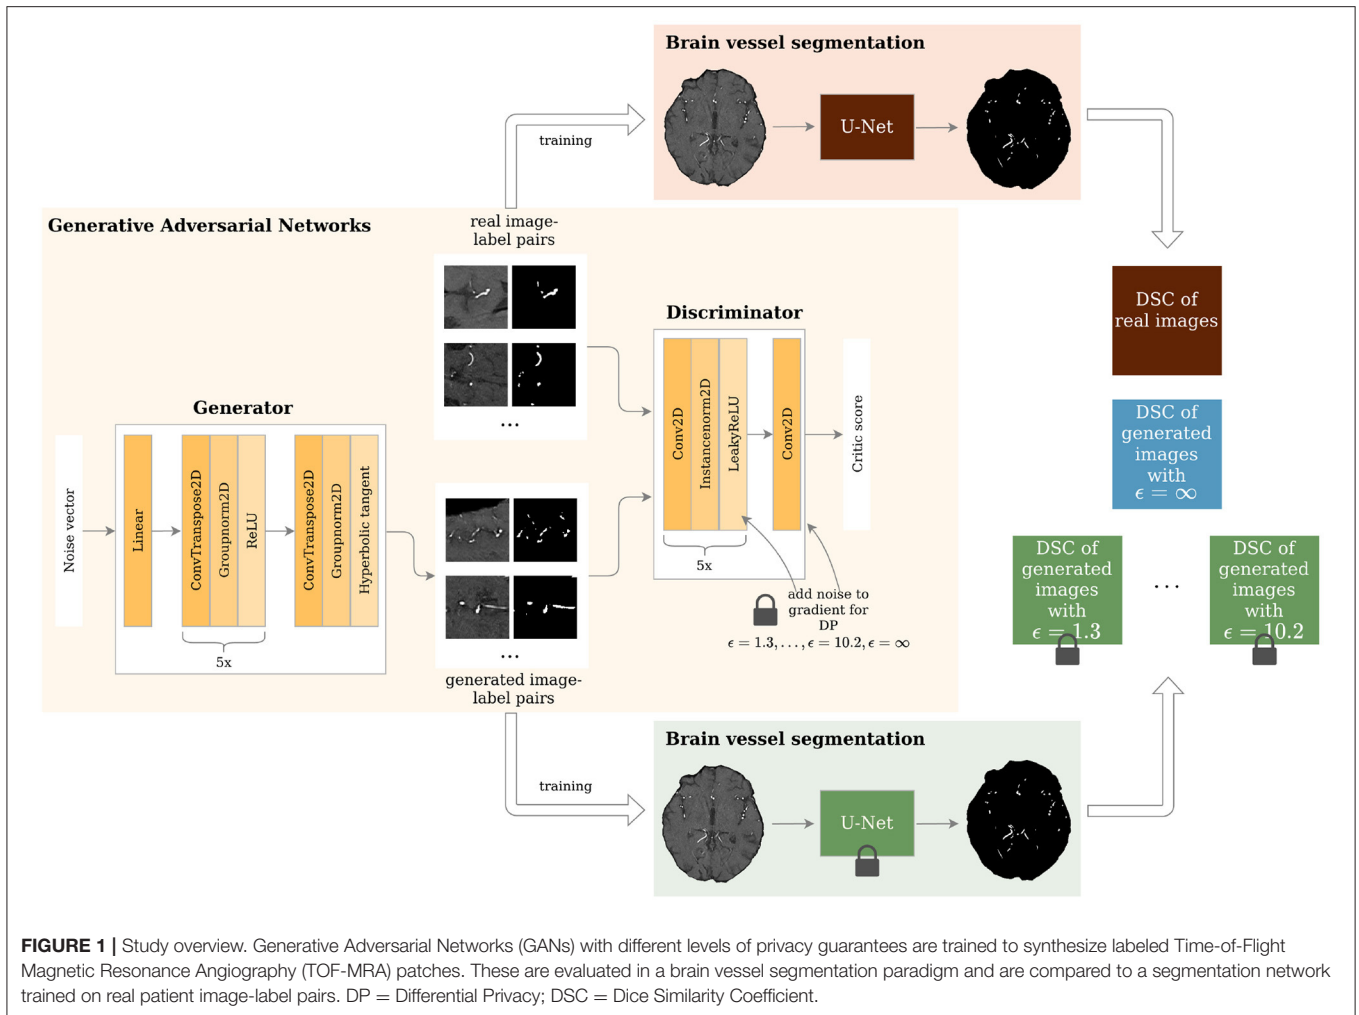 Brain vessel segmentation
U-Net
training
Generative Adversarial Networks
real image-
label pairs
...
DSC of
real images
DSC of
generated
images
with
ϵ = ∞
Discriminator
Conv2D
Instancenorm2D
LeakyReLU
Conv2D
Critic score
5x
Generator
Noise vector
Linear
ConvTranspose2D
Groupnorm2D
ReLU
ConvTranspose2D
Groupnorm2D
Hyperbolic tangent
5x
add noise to
gradient for
DP
ϵ = 1.3, . . . , ϵ = 10.2, ϵ = ∞
DSC of
generated
images
with
ϵ = 1.3
...
DSC of
generated
images
with
ϵ = 10.2
...
generated image-
label pairs
training
Brain vessel segmentation
U-Net
FIGURE 1 | Study overview. Generative Adversarial Networks (GANs) with different levels of privacy guarantees are trained to synthesize labeled Time-of-Flight
Magnetic Resonance Angiography (TOF-MRA) patches. These are evaluated in a brain vessel segmentation paradigm and are compared to a segmentation network
trained on real patient image-label pairs. DP = Differential Privacy; DSC = Dice Similarity Coefficient.